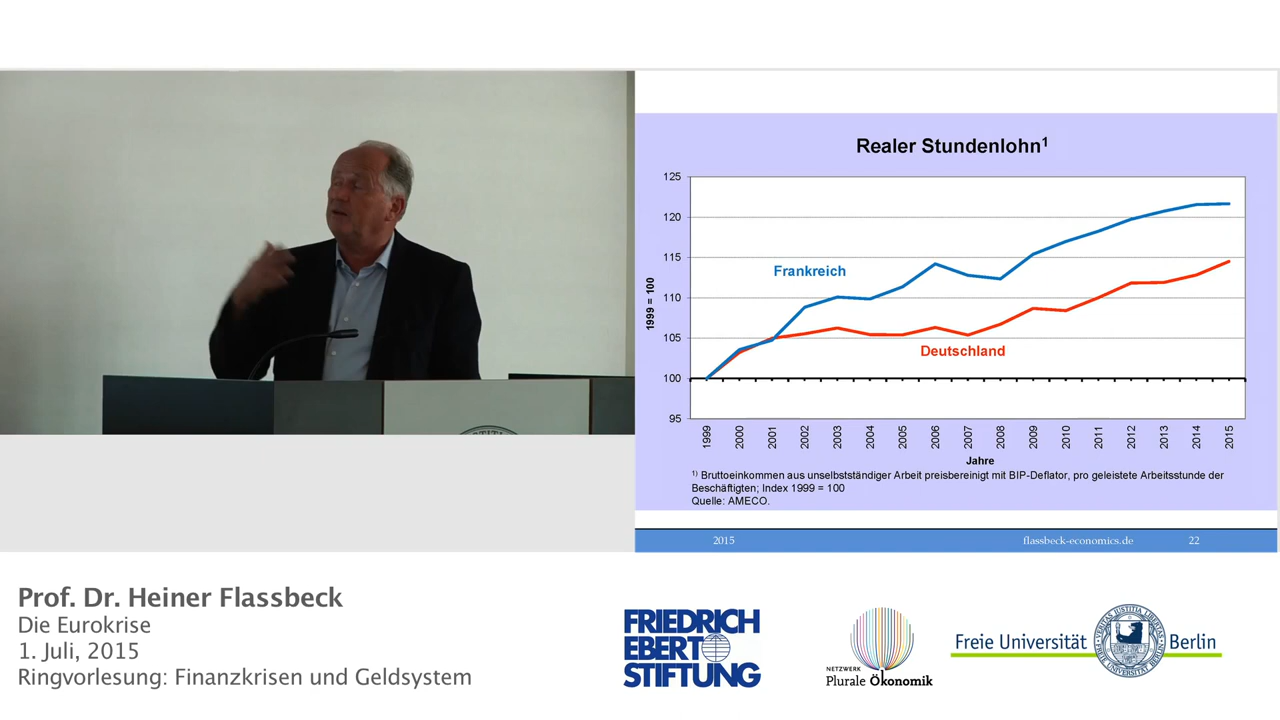 Realer Stundenlohn1
125
120
115
110
105
100
95
1999 = 100
Frankreich
Deutschland
1999
2000
2001
2002
2003
2004
2005
2006
2007
2008
2009
2010
2011
2012
2013
2014
2015
Jahre
1) Bruttoeinkommen aus unselbstständiger Arbeit preisbereinigt mit BIP-Deflator, pro geleistete Arbeitsstunde der
Beschäftigten; Index 1999 = 100
Quelle: AMECO.
2015 flassbeck-economics.de 22
Prof. Dr. Heiner Flassbeck
Die Eurokrise
1. Juli, 2015
Ringvorlesung: Finanzkrisen und Geldsystem
FRIEDRICH
EBERT
STIFTUNG
NETZWERK
Plurale Ökonomik
Freie Universität Berlin